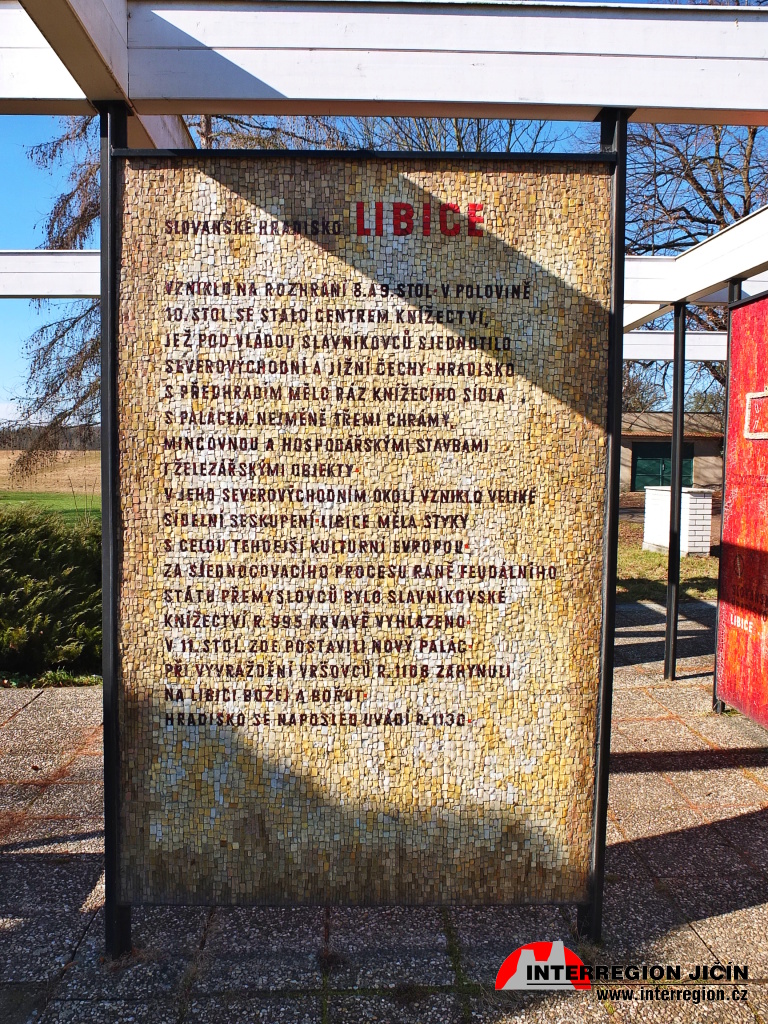 SLOVANSKÉ HRADISKO LIBICE
VZNIKLO NA ROZHRANÍ 8. A 9. STOL. V POLOVINĚ
10. STOL. SE STALO CENTREM KNÍŽECTVÍ,
JEŽ POD VLÁDOU SLAVNÍKOVCŮ SJEDNOTILO
SEVEROVÝCHODNÍ A JIŽNÍ ČECHY. HRADISKO
S PŘEDHRADÍM MĚLO RÁZ KNÍŽECÍHO SÍDLA
S PALÁCEM, NEJMÉNĚ TŘEMI CHRÁMY,
MINCOVNOU A HOSPODÁŘSKÝMI STAVBAMI
I ŽELEZÁŘSKÝMI OBJEKTY.
V JEHO SEVEROVÝCHODNÍM OKOLÍ VZNIKLO VELIKÉ
SÍDELNÍ SESKUPENÍ. LIBICE MĚLA STYKY
S CELOU TEHDEJŠÍ KULTURNÍ EVROPOU.
ZA SJEDNOCOVACÍHO PROCESU RANĚ FEUDÁLNÍHO
STÁTU PŘEMYSLOVCŮ BYLO SLAVNÍKOVSKÉ
KNÍŽECTVÍ R. 995 KRVAVĚ VYHLAZENO.
V 11. STOL. ZDE POSTAVILI NOVÝ PALÁC.
PŘI VYVRAŽDĚNÍ VRŠOVCŮ R. 1108 ZAHYNULI
NA LIBICI BOŽEJ A BOŘUT.
HRADISKO SE NAPOSLED UVÁDÍ R. 1130.
LIBICE
INTERREGION JIČÍN
www.interregion.cz